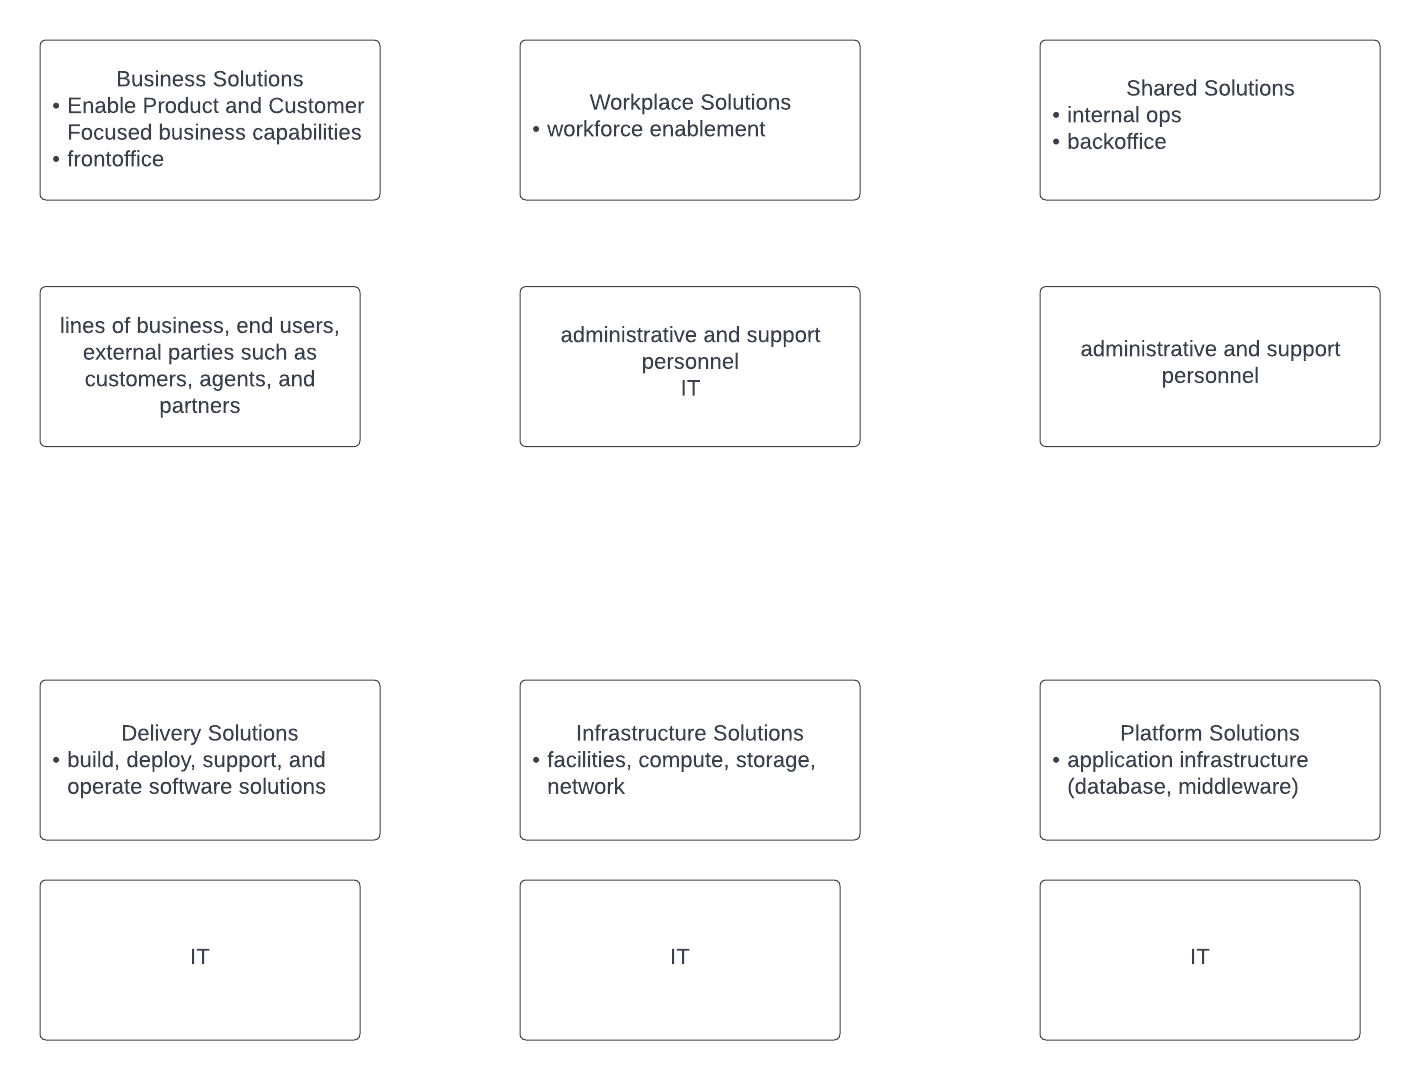 Business Solutions
• Enable Product and Customer
Focused business capabilities
• frontoffice
Workplace Solutions
• workforce enablement
Shared Solutions
• internal ops
• backoffice
lines of business, end users,
external parties such as
customers, agents, and
partners
administrative and support
personnel
IT
administrative and support
personnel
Delivery Solutions
• build, deploy, support, and
operate software solutions
Infrastructure Solutions
• facilities, compute, storage,
network
Platform Solutions
• application infrastructure
(database, middleware)
IT
IT
IT